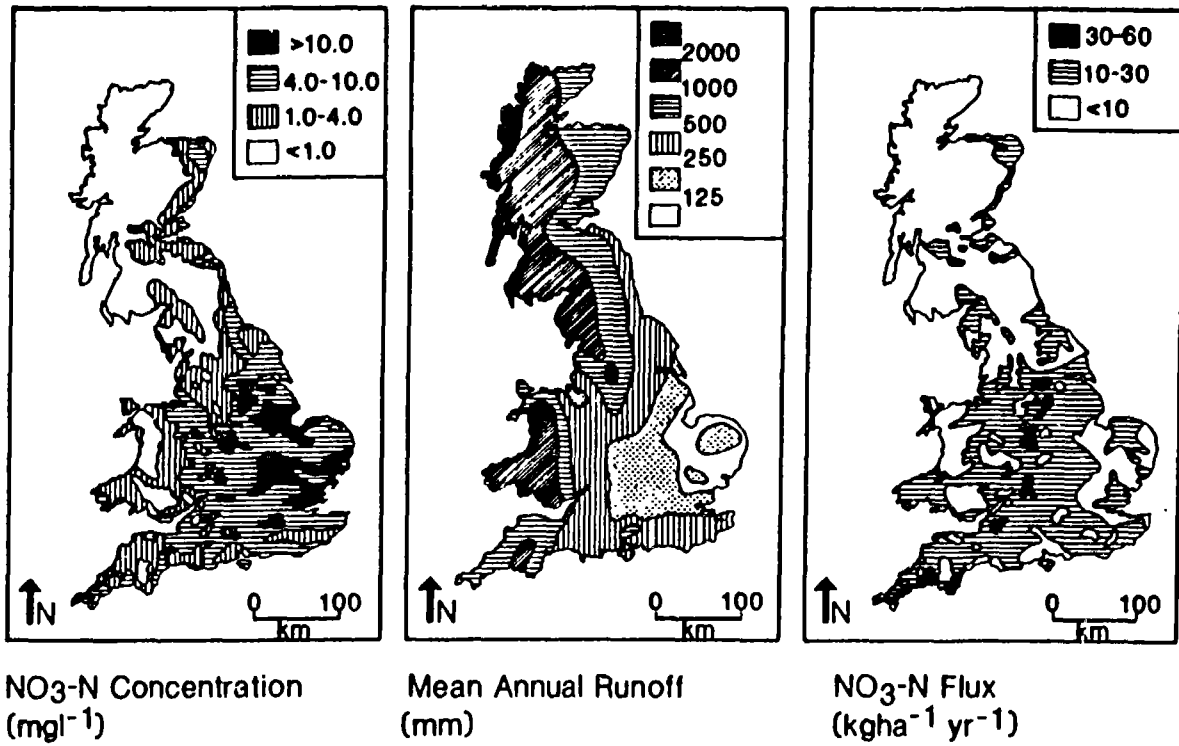 >10.0
4.0-10.0
1.0-4.0
<1.0
N
0 100
km
NO3-N Concentration
(mgl-1)
2000
1000
500
250
125
N
0 100
km
Mean Annual Runoff
(mm)
30-60
10-30
<10
N
0 100
km
NO3-N Flux
(kgha-1 yr-1)